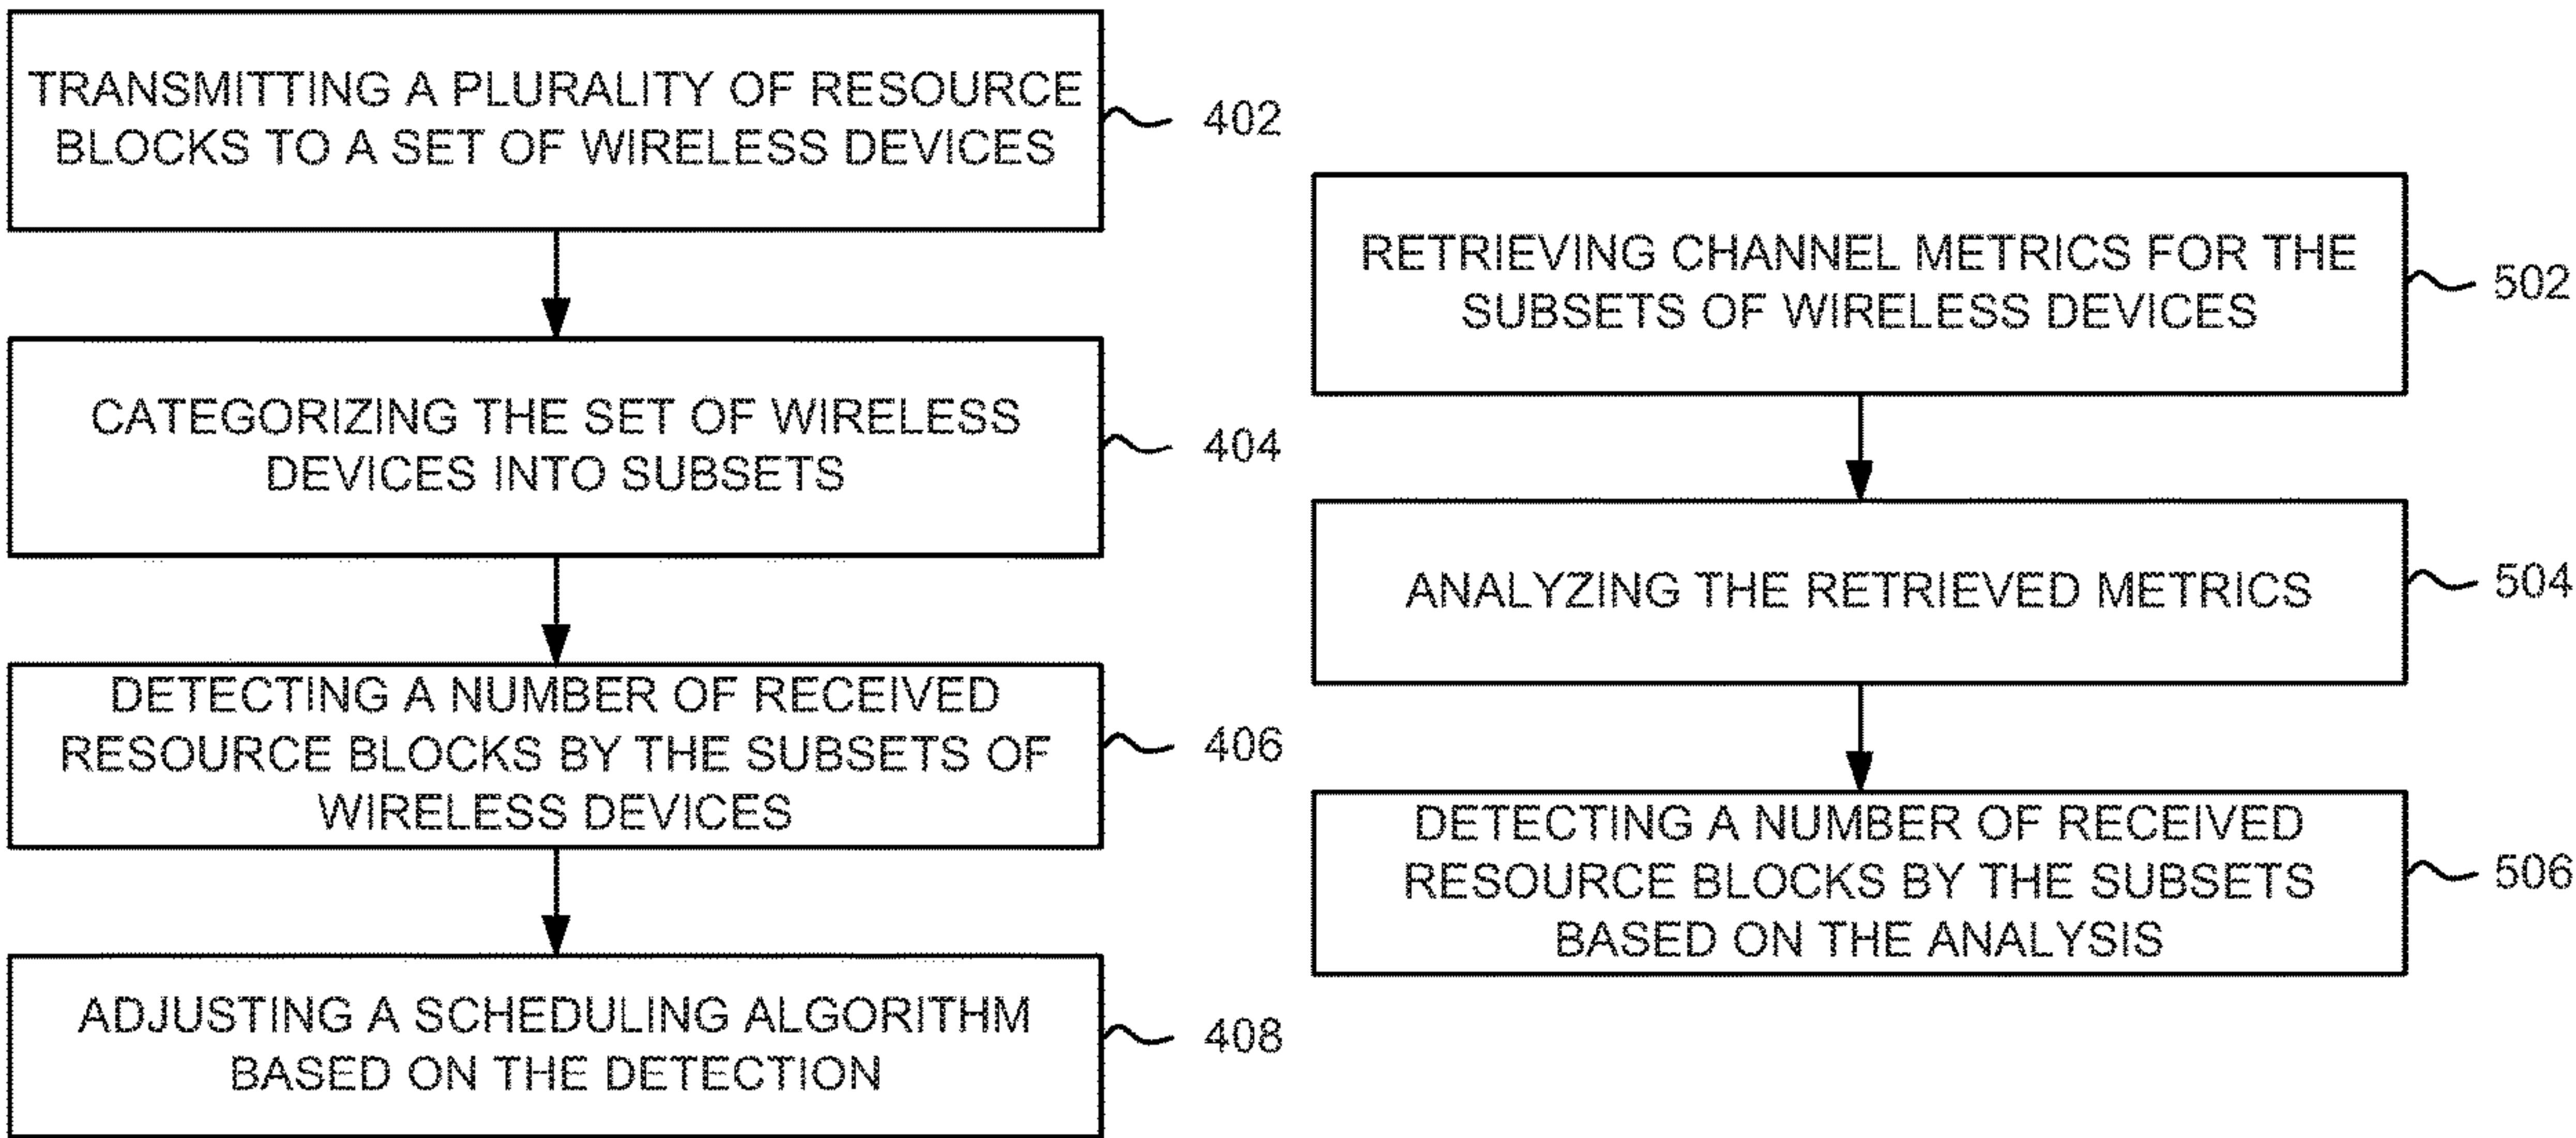 TRANSMITTING A PLURALITY OF RESOURCE
BLOCKS TO A SET OF WIRELESS DEVICES
402
CATEGORIZING THE SET OF WIRELESS
DEVICES INTO SUBSETS
404
DETECTING A NUMBER OF RECEIVED
RESOURCE BLOCKS BY THE SUBSETS OF
WIRELESS DEVICES
406
ADJUSTING A SCHEDULING ALGORITHM
BASED ON THE DETECTION
408
RETRIEVING CHANNEL METRICS FOR THE
SUBSETS OF WIRELESS DEVICES
502
ANALYZING THE RETRIEVED METRICS
504
DETECTING A NUMBER OF RECEIVED
RESOURCE BLOCKS BY THE SUBSETS
BASED ON THE ANALYSIS
506